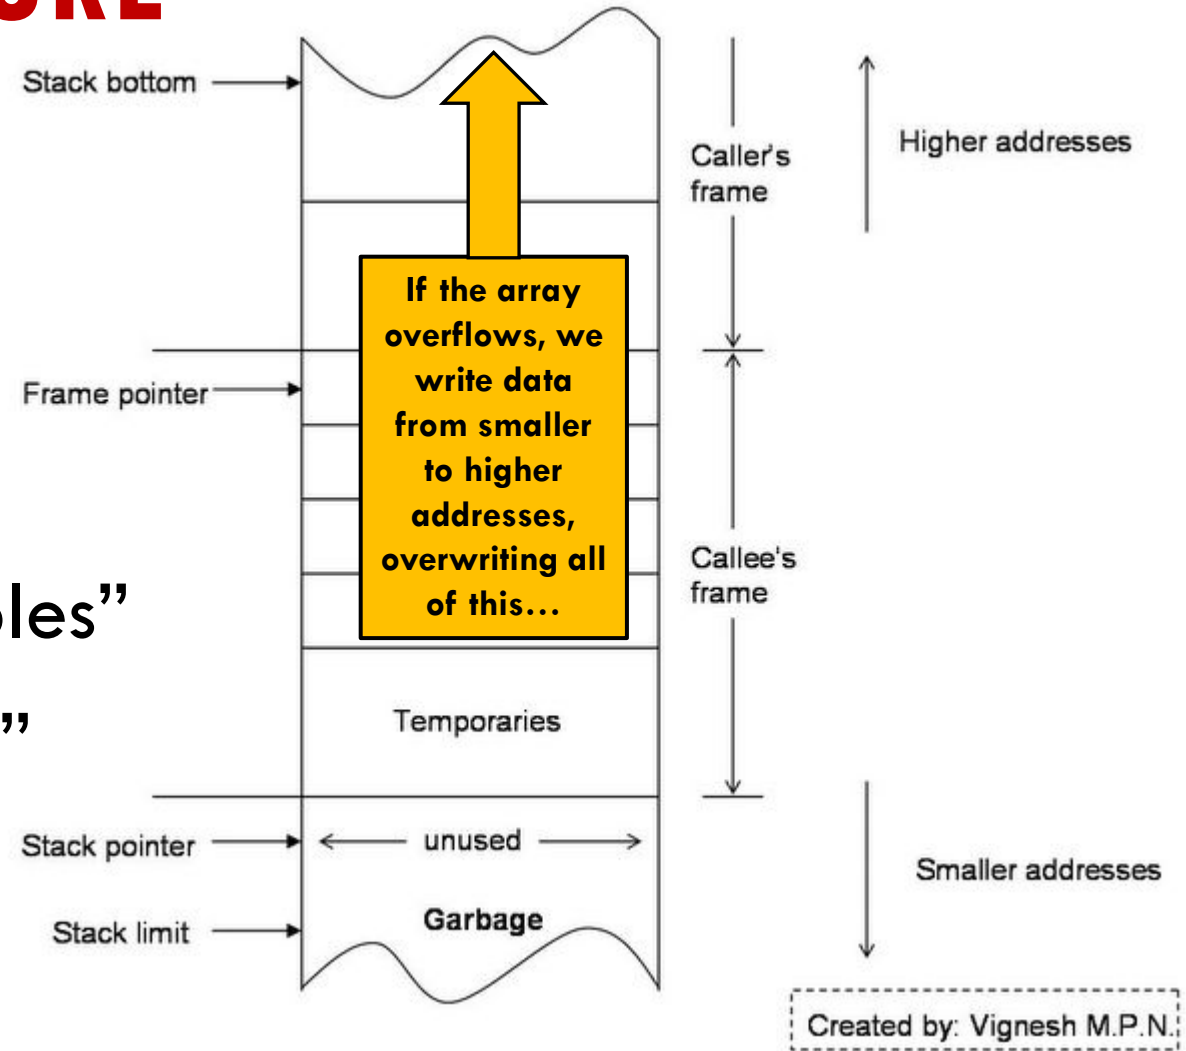 Stack bottom
Higher addresses
Caller's
frame
If the array
overflows, we
write data
from smaller
to higher
addresses,
overwriting all
of this...
Frame pointer
Callee's
frame
Temporaries
Stack pointer
unused
Smaller addresses
Stack limit
Garbage
Created by: Vignesh M.P.N.